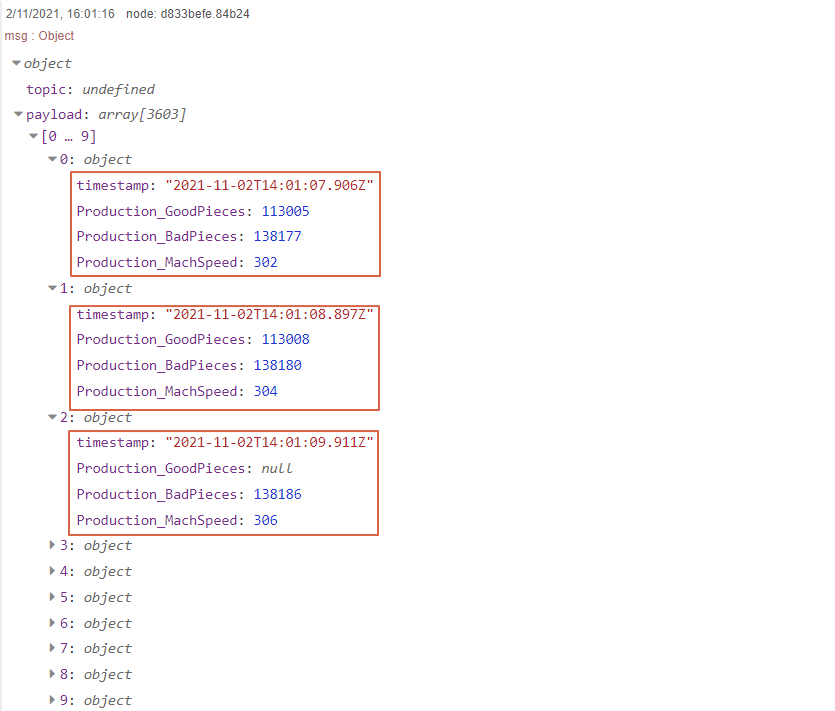 2/11/2021, 16:01:16 node: d833befe.84b24
msg : Object
object
topic: undefined
payload: array[3603]
[0 … 9]
0: object
timestamp: "2021-11-02T14:01:07.906Z"
Production_GoodPieces: 113005
Production_BadPieces: 138177
Production_MachSpeed: 302
1: object
timestamp: "2021-11-02T14:01:08.897Z"
Production_GoodPieces: 113008
Production_BadPieces: 138180
Production_MachSpeed: 304
2: object
timestamp: "2021-11-02T14:01:09.911Z"
Production_GoodPieces: null
Production_BadPieces: 138186
Production_MachSpeed: 306
3: object
4: object
5: object
6: object
7: object
8: object
9: object